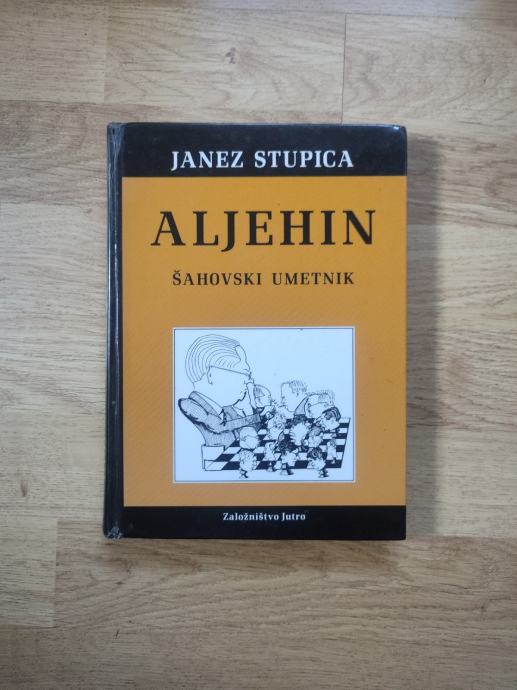 JANEZ STUPICA
ALJEHIN
ŠAHOVSKI UMETNIK
Založništvo Jutro